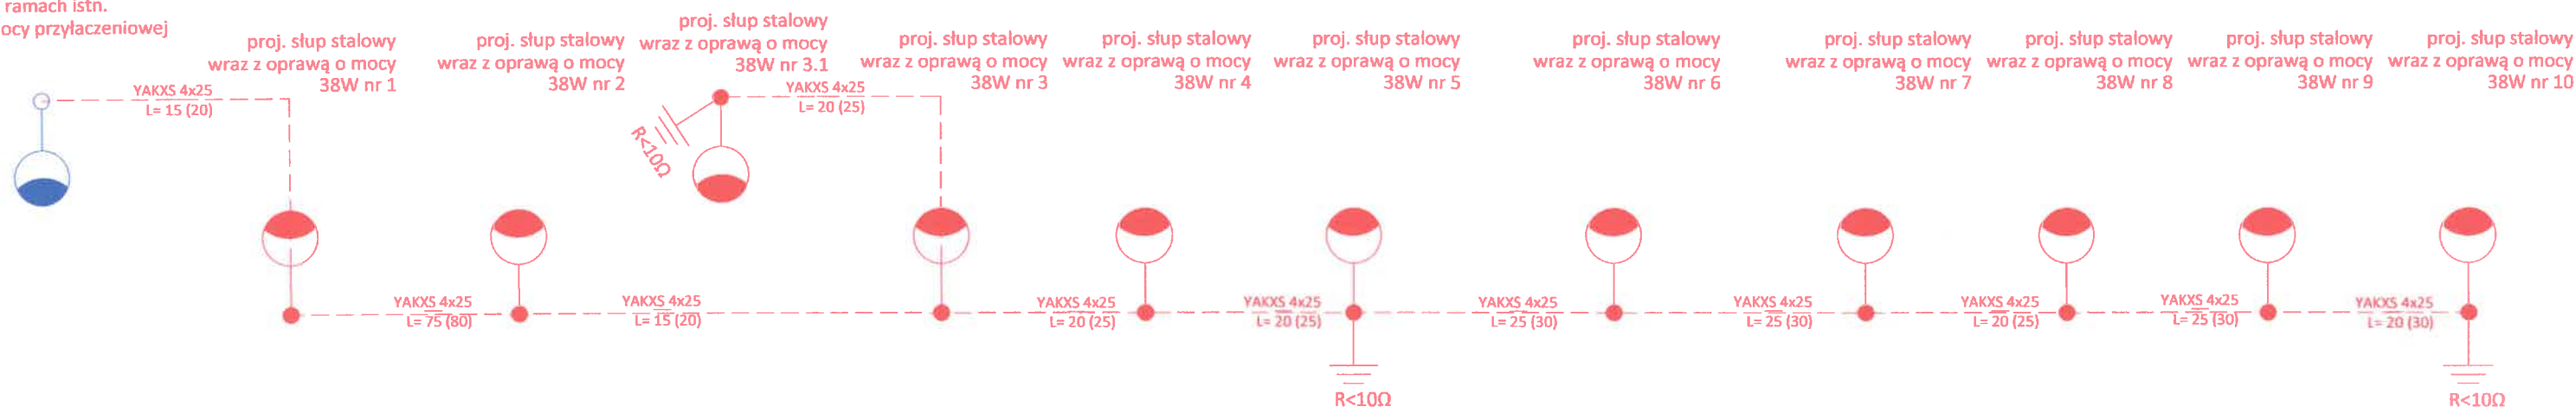 ramach istn.
ocy przyłaczeniowej
proj. słup stalowy
wraz z oprawą o mocy
38W nr 1
proj. słup stalowy
wraz z oprawą o mocy
38W nr 2
proj. słup stalowy
wraz z oprawą o mocy
38W nr 3.1
proj. słup stalowy
wraz z oprawą o mocy
38W nr 3
proj. słup stalowy
wraz z oprawą o mocy
38W nr 4
proj. słup stalowy
wraz z oprawą o mocy
38W nr 5
proj. słup stalowy
wraz z oprawą o mocy
38W nr 6
proj. słup stalowy
wraz z oprawą o mocy
38W nr 7
proj. słup stalowy
wraz z oprawą o mocy
38W nr 8
proj. słup stalowy
wraz z oprawą o mocy
38W nr 9
proj. słup stalowy
wraz z oprawą o mocy
38W nr 10
YAKXS 4x25
L= 15 (20)
YAKXS 4x25
L= 20 (25)
R<10Ω
YAKXS 4x25
L= 75 (80)
YAKXS 4x25
L= 15 (20)
YAKXS 4x25
L= 20 (25)
YAKXS 4x25
L= 20 (25)
YAKXS 4x25
L= 25 (30)
YAKXS 4x25
L= 25 (30)
YAKXS 4x25
L= 20 (25)
YAKXS 4x25
L= 25 (30)
YAKXS 4x25
L= 20 (30)
R<10Ω
R<10Ω